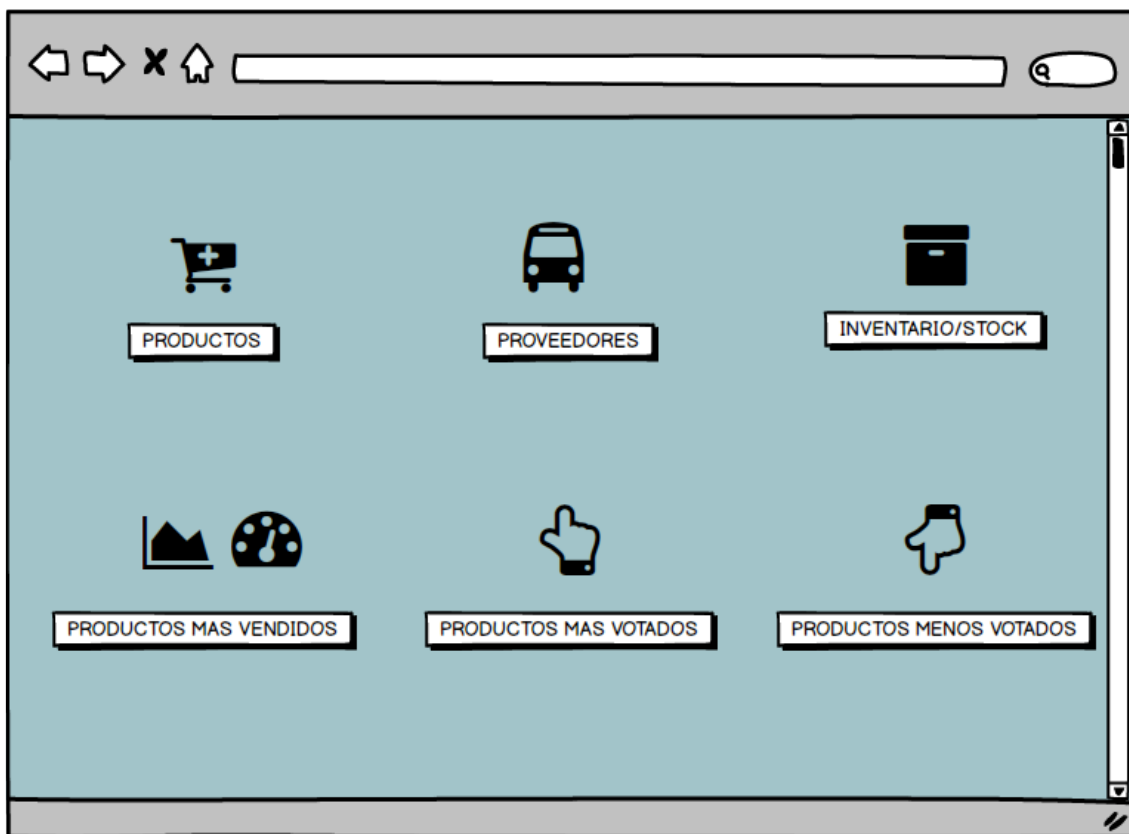 PRODUCTOS
PROVEEDORES
INVENTARIO/STOCK
PRODUCTOS MAS VENDIDOS
PRODUCTOS MAS VOTADOS
PRODUCTOS MENOS VOTADOS